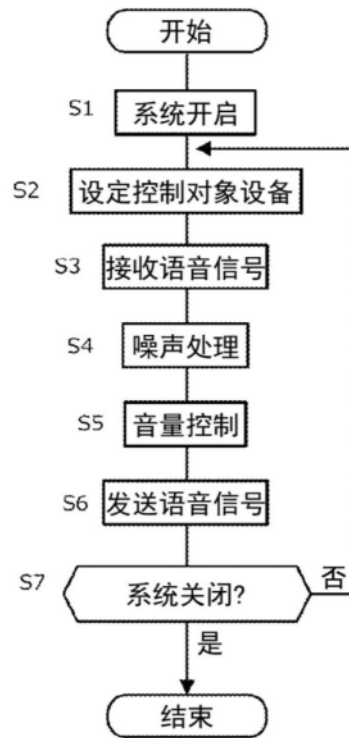 开始
S1 系统开启
S2 设定控制对象设备
S3 接收语音信号
S4 噪声处理
S5 音量控制
S6 发送语音信号
S7 系统关闭? 否
是
结束